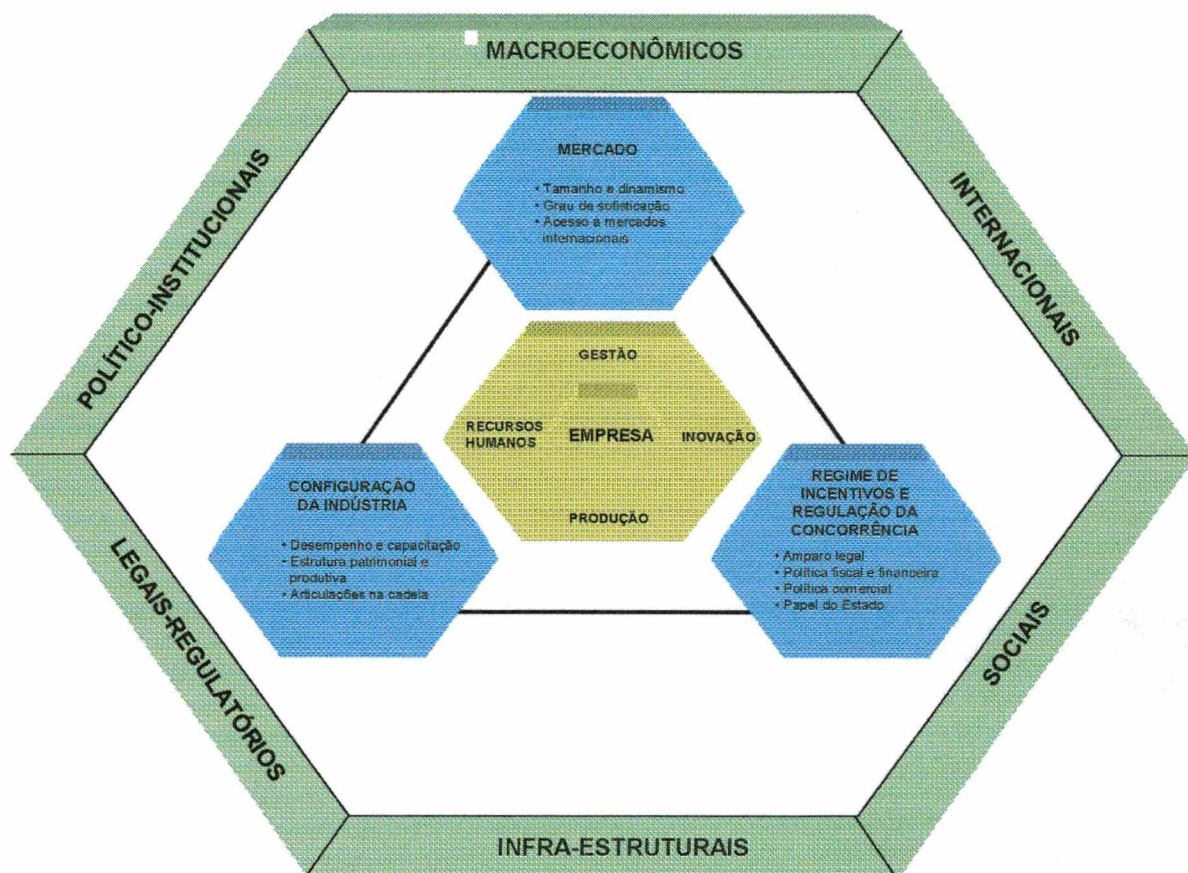 MACROECONÔMICOS
POLÍTICO-INSTITUCIONAIS
INTERNACIONAIS
MERCADO
• Tamanho e dinamismo
• Grau de sofisticação
• Acesso a mercados
internacionais
GESTÃO
RECURSOS
HUMANOS
EMPRESA
INOVAÇÃO
PRODUÇÃO
CONFIGURAÇÃO
DA INDÚSTRIA
• Desempenho e capacitação
• Estrutura patrimonial e
produtiva
• Articulações na cadeia
REGIME DE
INCENTIVOS E
REGULAÇÃO DA
CONCORRÊNCIA
• Amparo legal
• Política fiscal e financeira
• Política comercial
• Papel do Estado
LEGAIS-REGULATÓRIOS
SOCIAIS
INFRA-ESTRUTURAIS